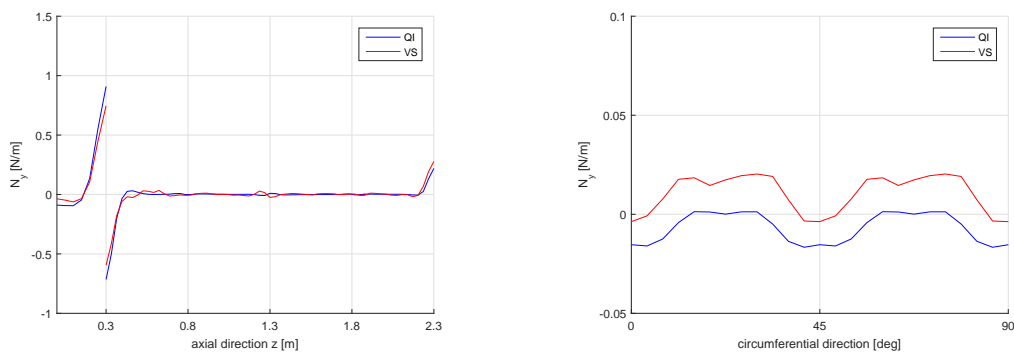 1.5
1
0.5
0
-0.5
-1
N_y [N/m]
0.3
0.8
1.3
1.8
2.3
axial direction z [m]
QI
VS
0.1
0.05
0
-0.05
N_y [N/m]
0
45
90
circumferential direction [deg]
QI
VS